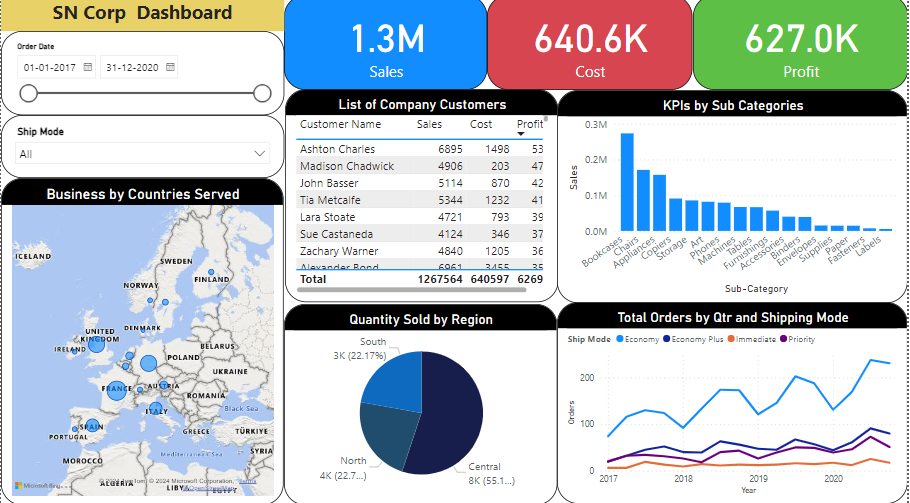 SN Corp Dashboard
Order Date
01-01-2017 31-12-2020
Ship Mode
All
1.3M
Sales
640.6K
Cost
627.0K
Profit
Business by Countries Served
ICELAND
SWEDEN
FINLAND
NORWAY
DENMARK
UNITED
KINGDOM
IRELAND
BELARUS
POLAND
UKRAINE
FRANCE
AUSTRIA
ROMANIA
ITALY
Black Sea
SPAIN
PORTUGAL
GREECE
TÜRKIYE
Mediterranean Sea
SYRIA
MOROCCO
ALGERIA
LIBYA
EGYPT
Microsoft Bing
© 2024 TomTom, © 2024 Microsoft Corporation, Terms
© OpenStreetMap
List of Company Customers
Customer Name Sales Cost Profit
Ashton Charles 6895 1498 53
Madison Chadwick 4906 203 47
John Basser 5114 870 42
Tia Metcalfe 5344 1232 41
Lara Stoate 4721 793 39
Sue Castaneda 4124 346 37
Zachary Warner 4840 1205 36
Alexander Bond 6961 3455 35
Total 1267564 640597 6269
KPIs by Sub Categories
Sales
0.3M
0.2M
0.1M
0.0M
Bookcases
Chairs
Appliances
Copiers
Storage
Art
Phones
Machines
Tables
Furnishings
Accessories
Binders
Envelopes
Supplies
Paper
Fasteners
Labels
Sub-Category
Quantity Sold by Region
South
3K (22.17%)
North
4K (22.7...)
Central
8K (55.1...)
Total Orders by Qtr and Shipping Mode
Ship Mode Economy Economy Plus Immediate Priority
Orders
200
100
0
2017 2018 2019 2020
Year